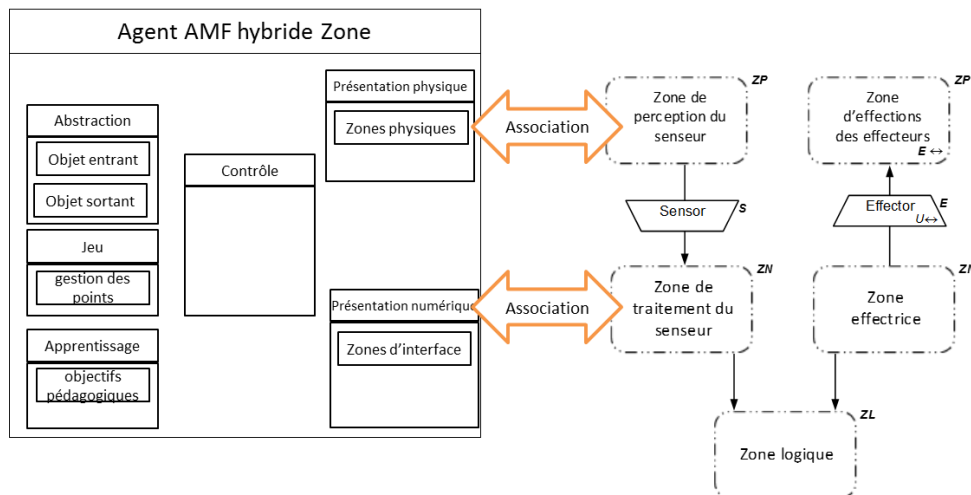 Agent AMF hybride Zone
Abstraction
Objet entrant
Objet sortant
Jeu
gestion des
points
Apprentissage
objectifs
pédagogiques
Contrôle
Présentation physique
Zones physiques
Présentation numérique
Zones d'interface
Association
Association
ZP
Zone de
perception du
senseur
Sensor
S
ZN
Zone de
traitement du
senseur
ZP
Zone
d'effections
des effecteurs
E ↔
Effector
E
U↔
Zone
effectrice
ZL
Zone logique